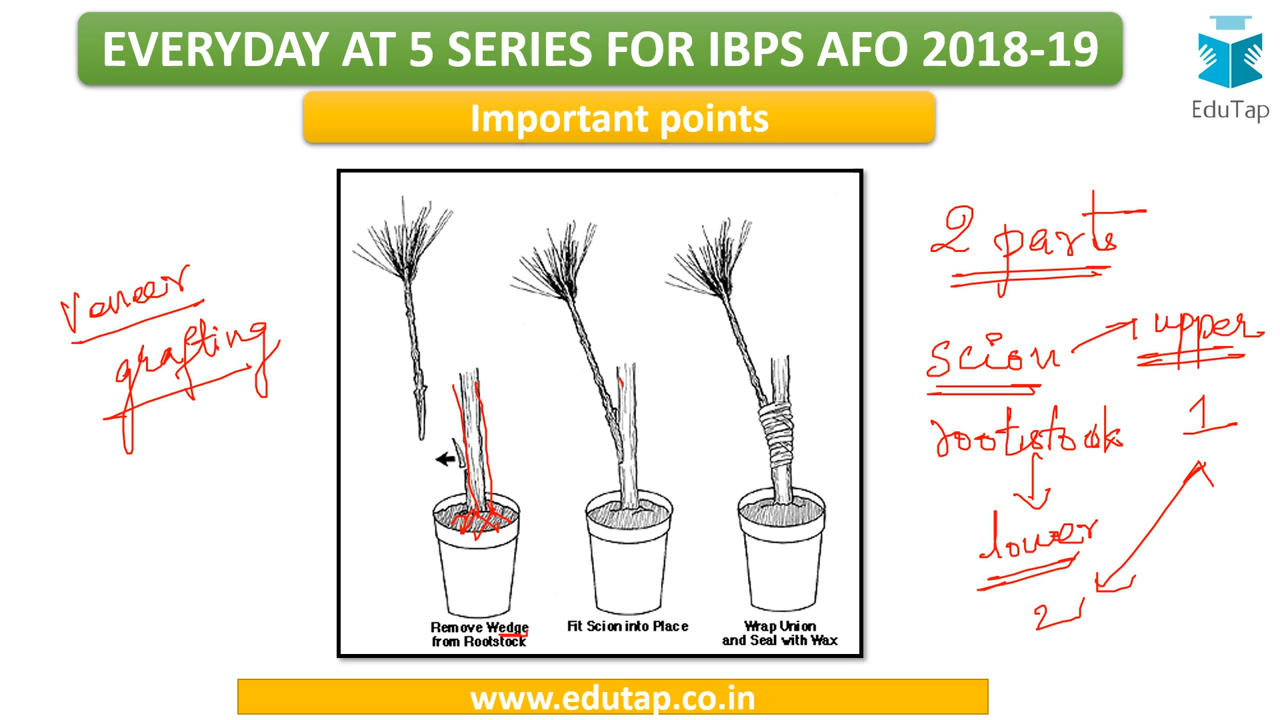 EVERYDAY AT 5 SERIES FOR IBPS AFO 2018-19
EduTap
Important points
Veneer
grafting
2 parts
scion → upper
rootstock
1
lower
2
Remove Wedge
from Rootstock
Fit Scion into Place
Wrap Union
and Seal with Wax
www.edutap.co.in